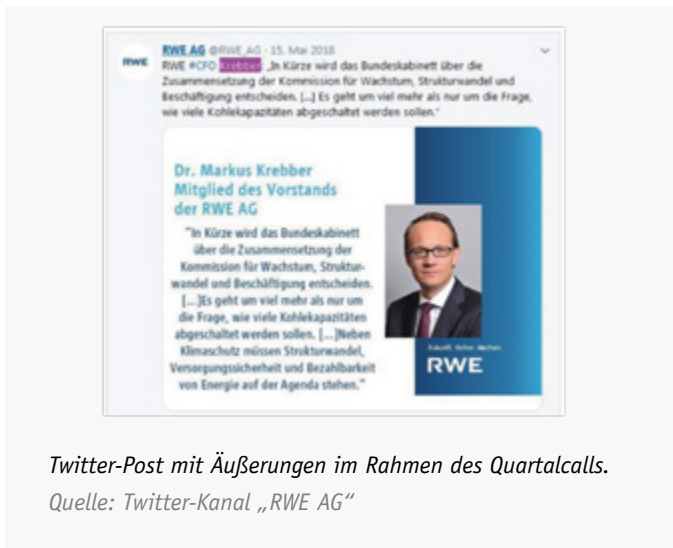 RWE
RWE AG @RWE_AG · 15. Mai 2018
RWE #CFO Krebber: „In Kürze wird das Bundeskabinett über die
Zusammensetzung der Kommission für Wachstum, Strukturwandel und
Beschäftigung entscheiden. [...] Es geht um viel mehr als nur um die Frage,
wie viele Kohlekapazitäten abgeschaltet werden sollen."
Dr. Markus Krebber
Mitglied des Vorstands
der RWE AG
"In Kürze wird das Bundeskabinett
über die Zusammensetzung der
Kommission für Wachstum, Struktur-
wandel und Beschäftigung entscheiden.
[...]Es geht um viel mehr als nur um
die Frage, wie viele Kohlekapazitäten
abgeschaltet werden sollen. [...]Neben
Klimaschutz müssen Strukturwandel,
Versorgungssicherheit und Bezahlbarkeit
von Energie auf der Agenda stehen."
Zukunft. Sicher. Machen.
RWE
Twitter-Post mit Äußerungen im Rahmen des Quartalcalls.
Quelle: Twitter-Kanal „RWE AG“